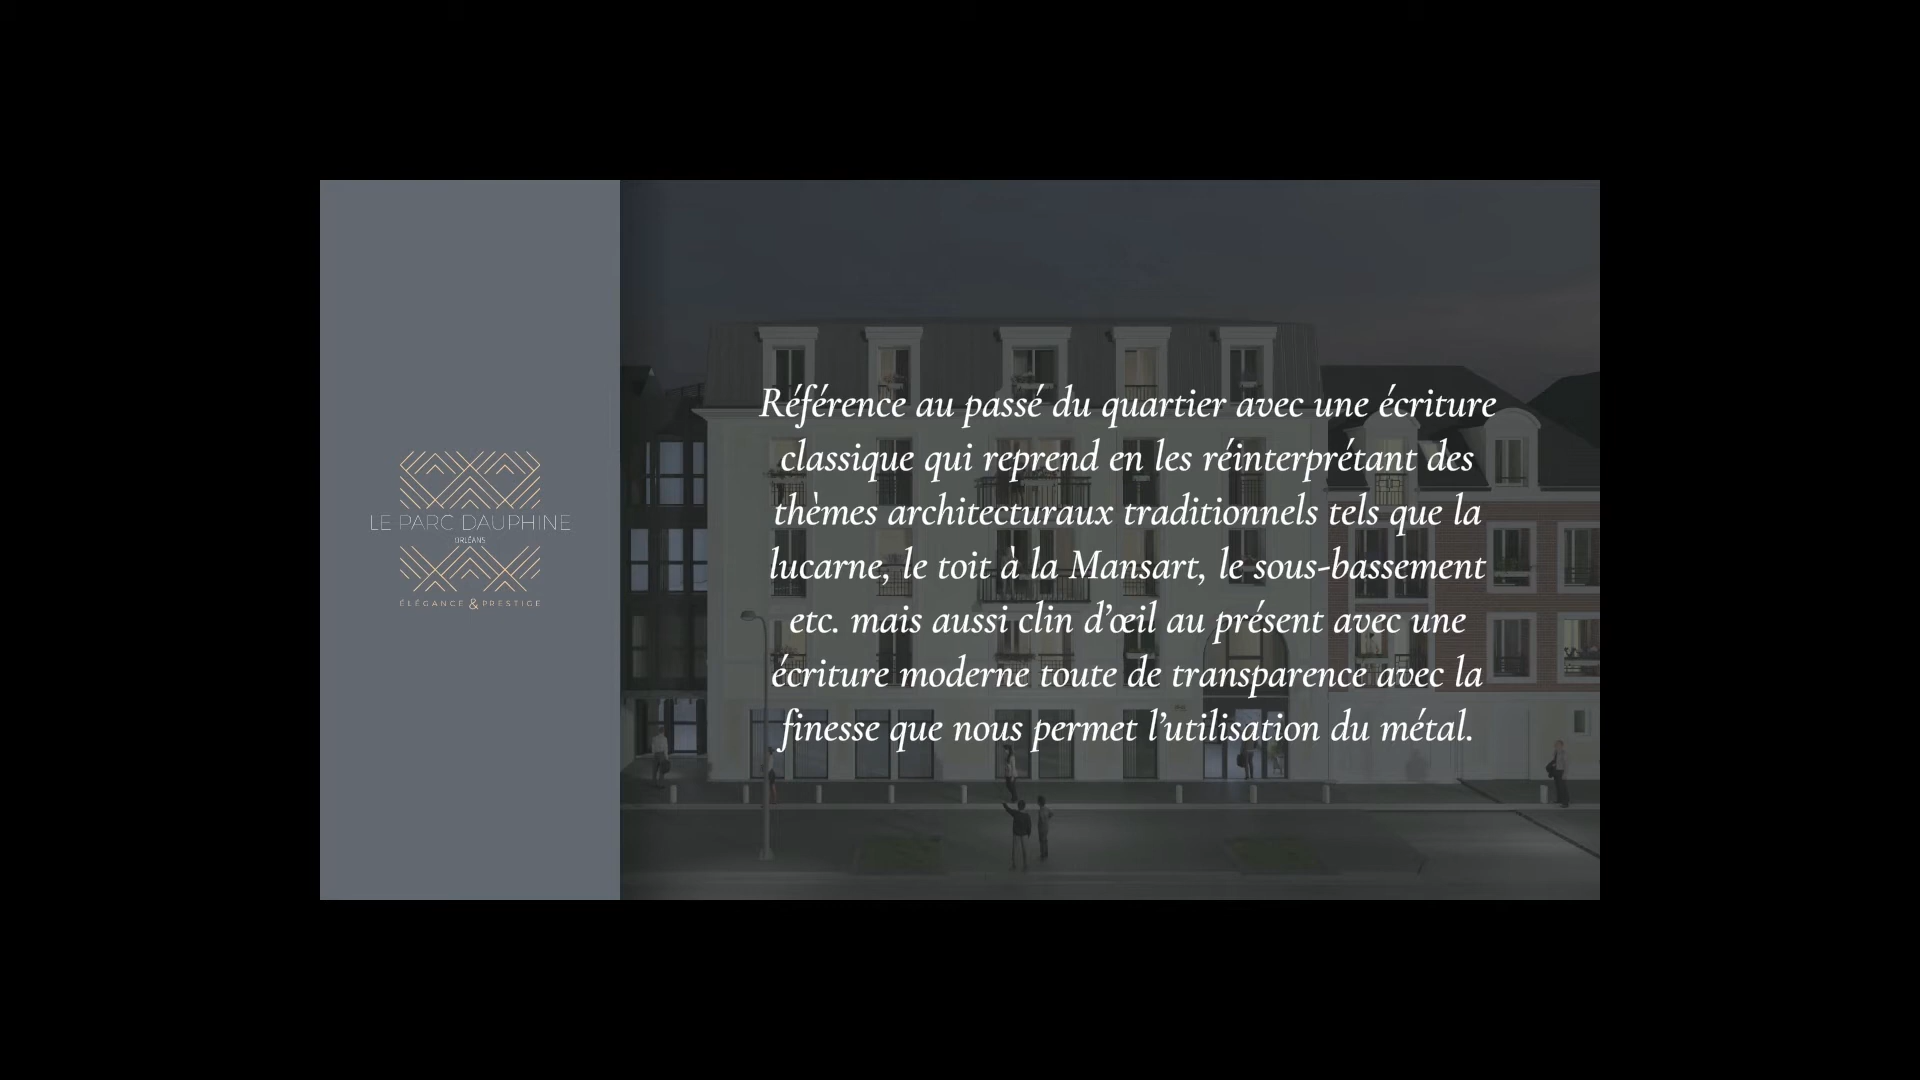 LE PARC DAUPHINE
ORLÉANS
ÉLÉGANCE & PRESTIGE
Référence au passé du quartier avec une écriture
classique qui reprend en les réinterprétant des
thèmes architecturaux traditionnels tels que la
lucarne, le toit à la Mansart, le sous-bassement
etc. mais aussi clin d’œil au présent avec une
écriture moderne toute de transparence avec la
finesse que nous permet l’utilisation du métal.